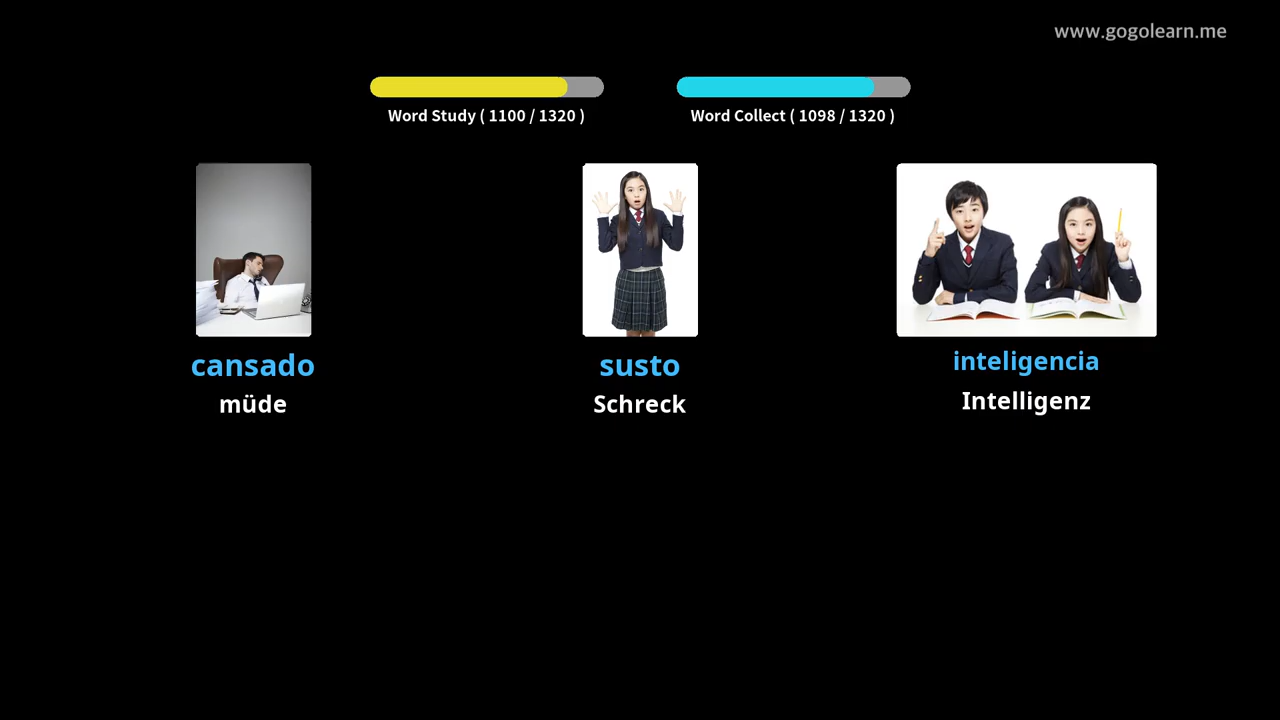 www.gogolearn.me
Word Study ( 1100 / 1320 )
Word Collect ( 1098 / 1320 )
cansado
müde
susto
Schreck
inteligencia
Intelligenz